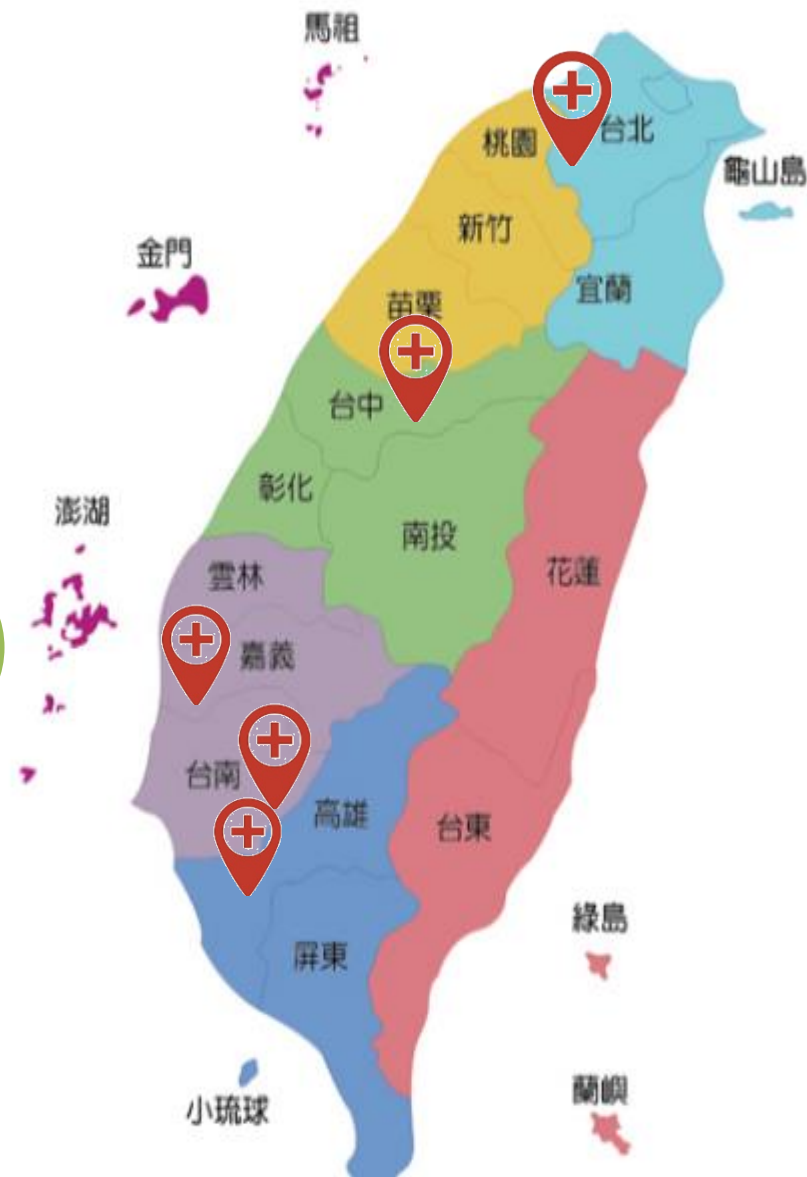 馬祖
台北
桃園
龜山島
新竹
金門
宜蘭
苗栗
台中
彰化
澎湖
南投
花蓮
雲林
嘉義
台南
高雄
台東
綠島
屏東
蘭嶼
小琉球